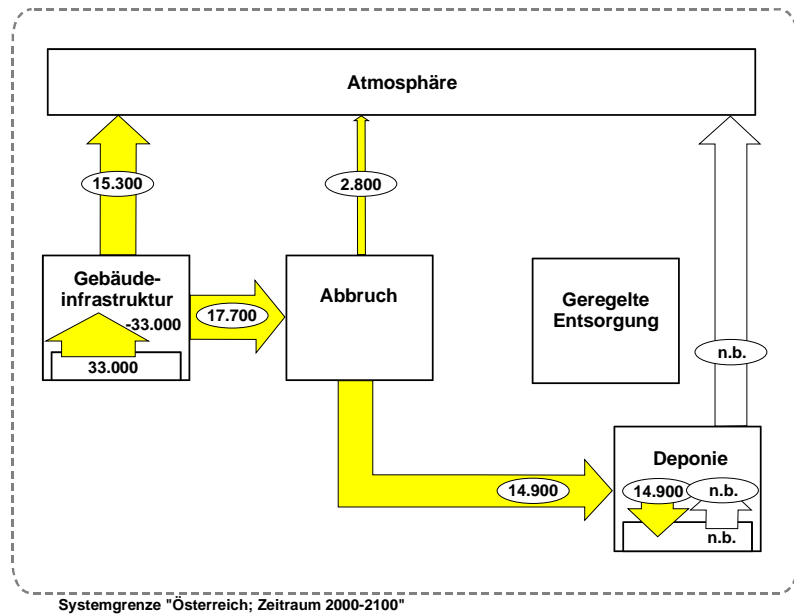 Atmosphäre
15.300
2.800
Gebäude-
infrastruktur
-33.000
33.000
17.700
Abbruch
Geregelte
Entsorgung
n.b.
14.900
Deponie
14.900
n.b.
n.b.
Systemgrenze "Österreich; Zeitraum 2000-2100"